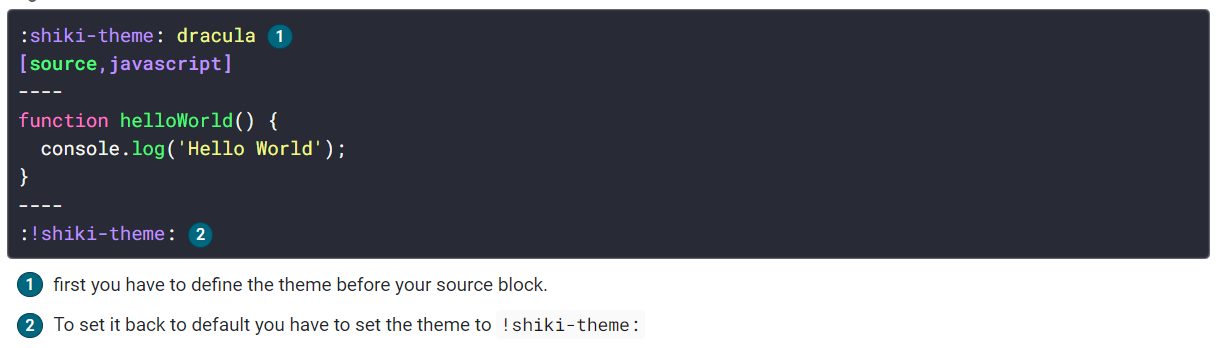 :shiki-theme: dracula 1
[source,javascript]
----
function helloWorld() {
  console.log('Hello World');
}
----
:!shiki-theme: 2
1 first you have to define the theme before your source block.
2 To set it back to default you have to set the theme to !shiki-theme: